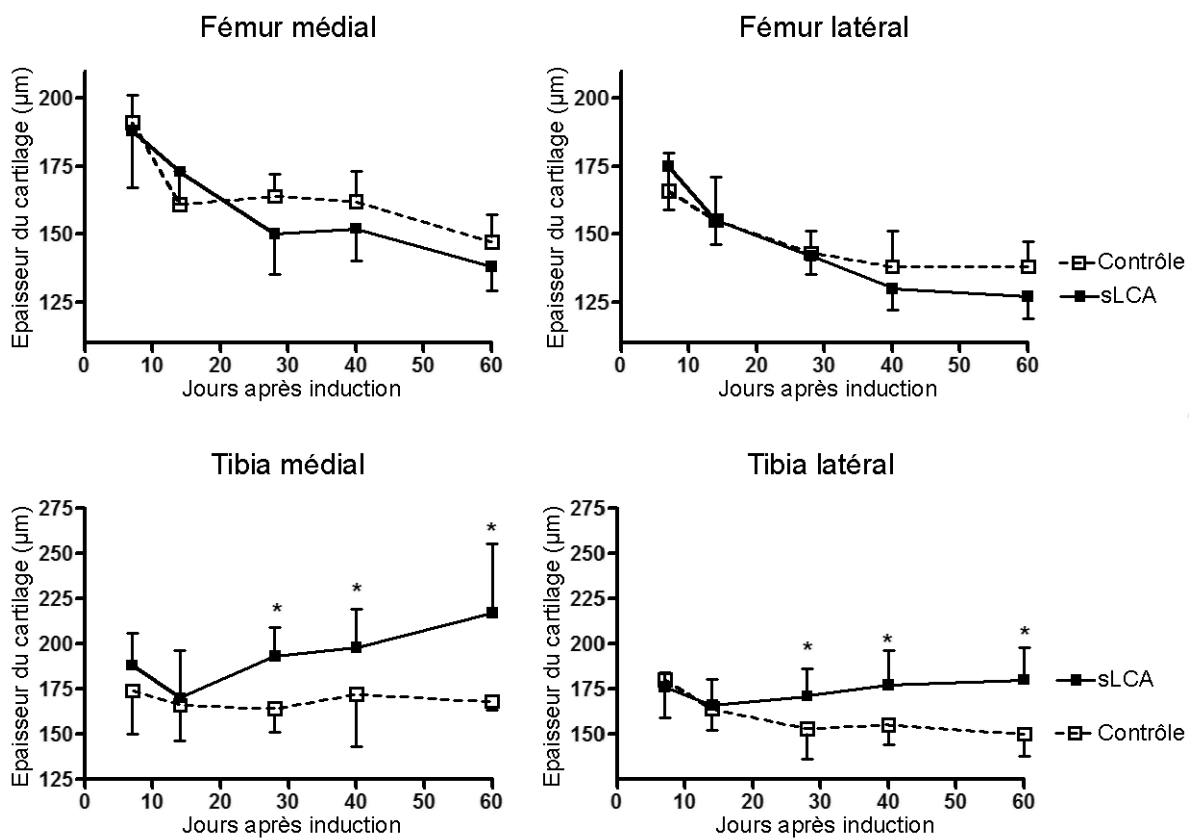 Fémur médial
Fémur latéral
Epaisseur du cartilage (µm)
200
175
150
125
0 10 20 30 40 50 60
Jours après induction
Epaisseur du cartilage (µm)
200
175
150
125
0 10 20 30 40 50 60
Jours après induction
Contrôle
sLCA
Tibia médial
Tibia latéral
Epaisseur du cartilage (µm)
275
250
225
200
175
150
125
* * *
0 10 20 30 40 50 60
Jours après induction
Epaisseur du cartilage (µm)
275
250
225
200
175
150
* * *
0 10 20 30 40 50 60
Jours après induction
sLCA
Contrôle